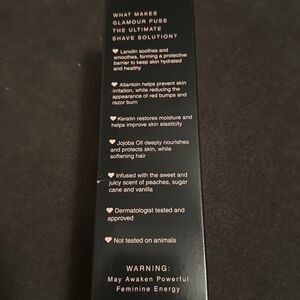 WHAT MAKES
GLAMOUR PUSS
THE ULTIMATE
SHAVE SOLUTION?
Lanolin soothes and
smoothes, forming a protective
barrier to keep skin hydrated
and healthy
Allantoin helps prevent skin
irritation, while reducing the
appearance of red bumps and
razor burn
Keratin restores moisture and
helps improve skin elasticity
Jojoba Oil deeply nourishes
and protects skin, while
softening hair
Infused with the sweet and
juicy scent of peaches, sugar
cane and vanilla
Dermatologist tested and
approved
Not tested on animals
WARNING:
May Awaken Powerful
Feminine Energy